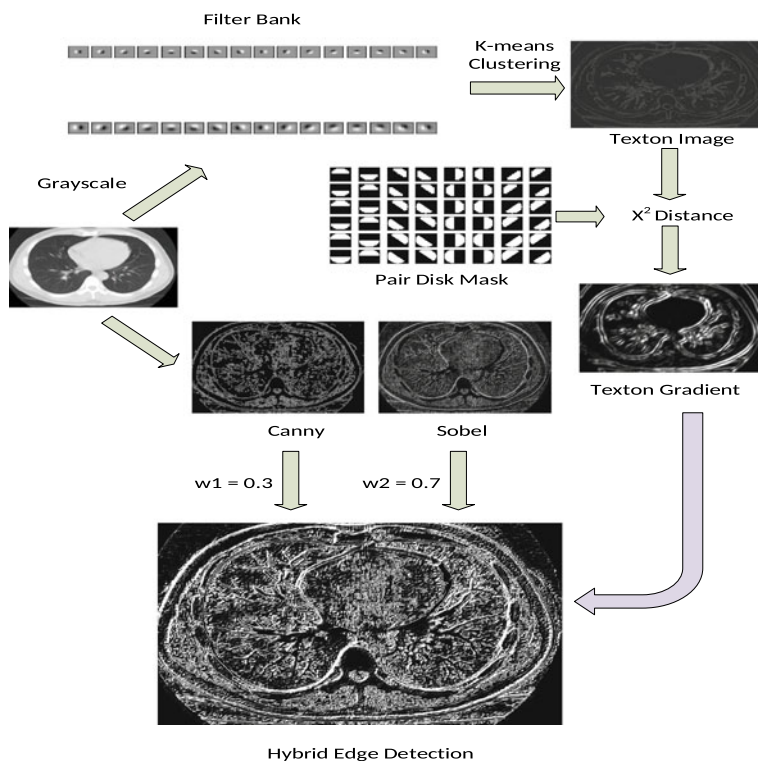 Filter Bank
K-means
Clustering
Texton Image
Grayscale
X² Distance
Pair Disk Mask
Texton Gradient
Canny
Sobel
w1 = 0.3
w2 = 0.7
Hybrid Edge Detection